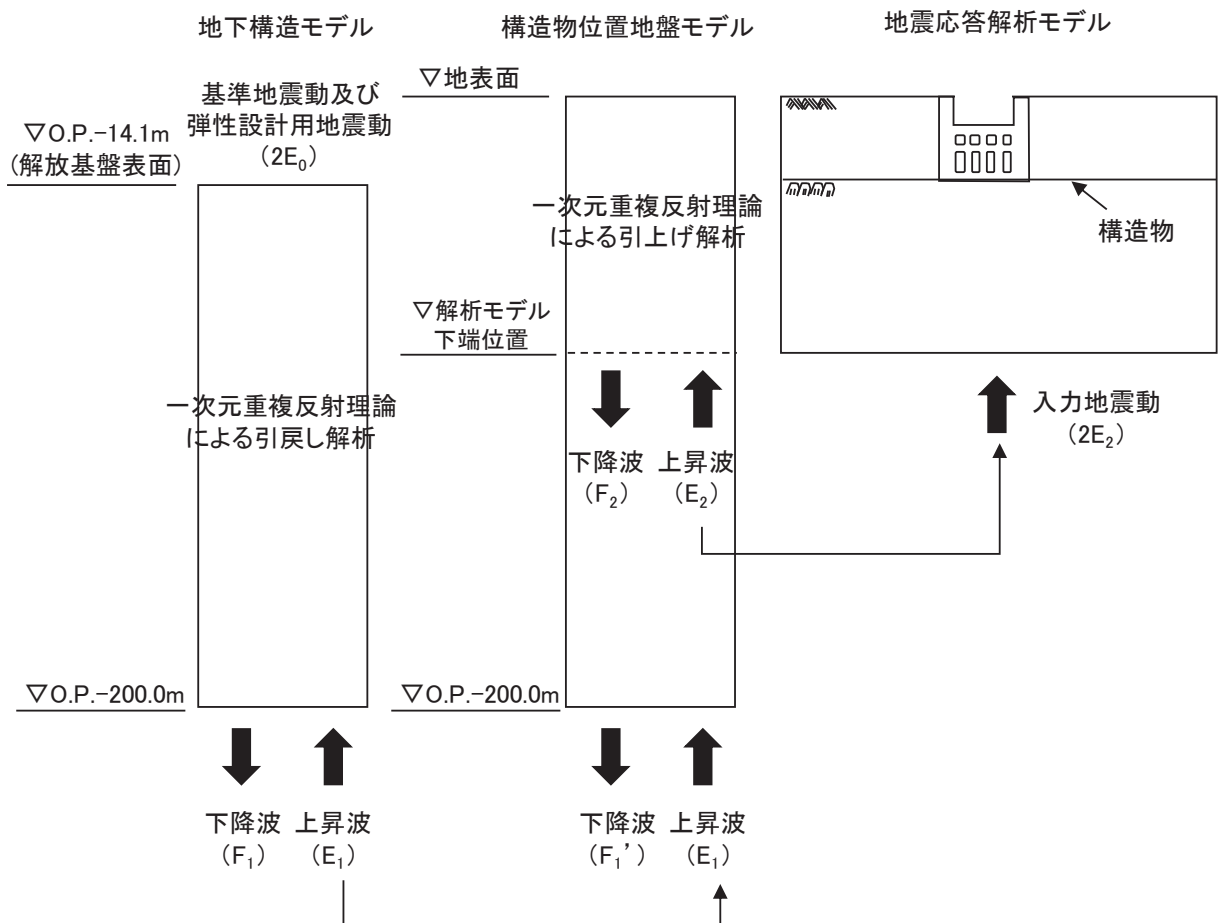 地下構造モデル
基準地震動及び
弾性設計用地震動
(2E₀)
▽O.P.-14.1m
(解放基盤表面)
一次元重複反射理論
による引戻し解析
▽O.P.-200.0m
下降波 上昇波
(F₁) (E₁)
構造物位置地盤モデル
▽地表面
一次元重複反射理論
による引上げ解析
▽解析モデル
下端位置
下降波 上昇波
(F₂) (E₂)
▽O.P.-200.0m
下降波 上昇波
(F₁’) (E₁)
地震応答解析モデル
構造物
入力地震動
(2E₂)